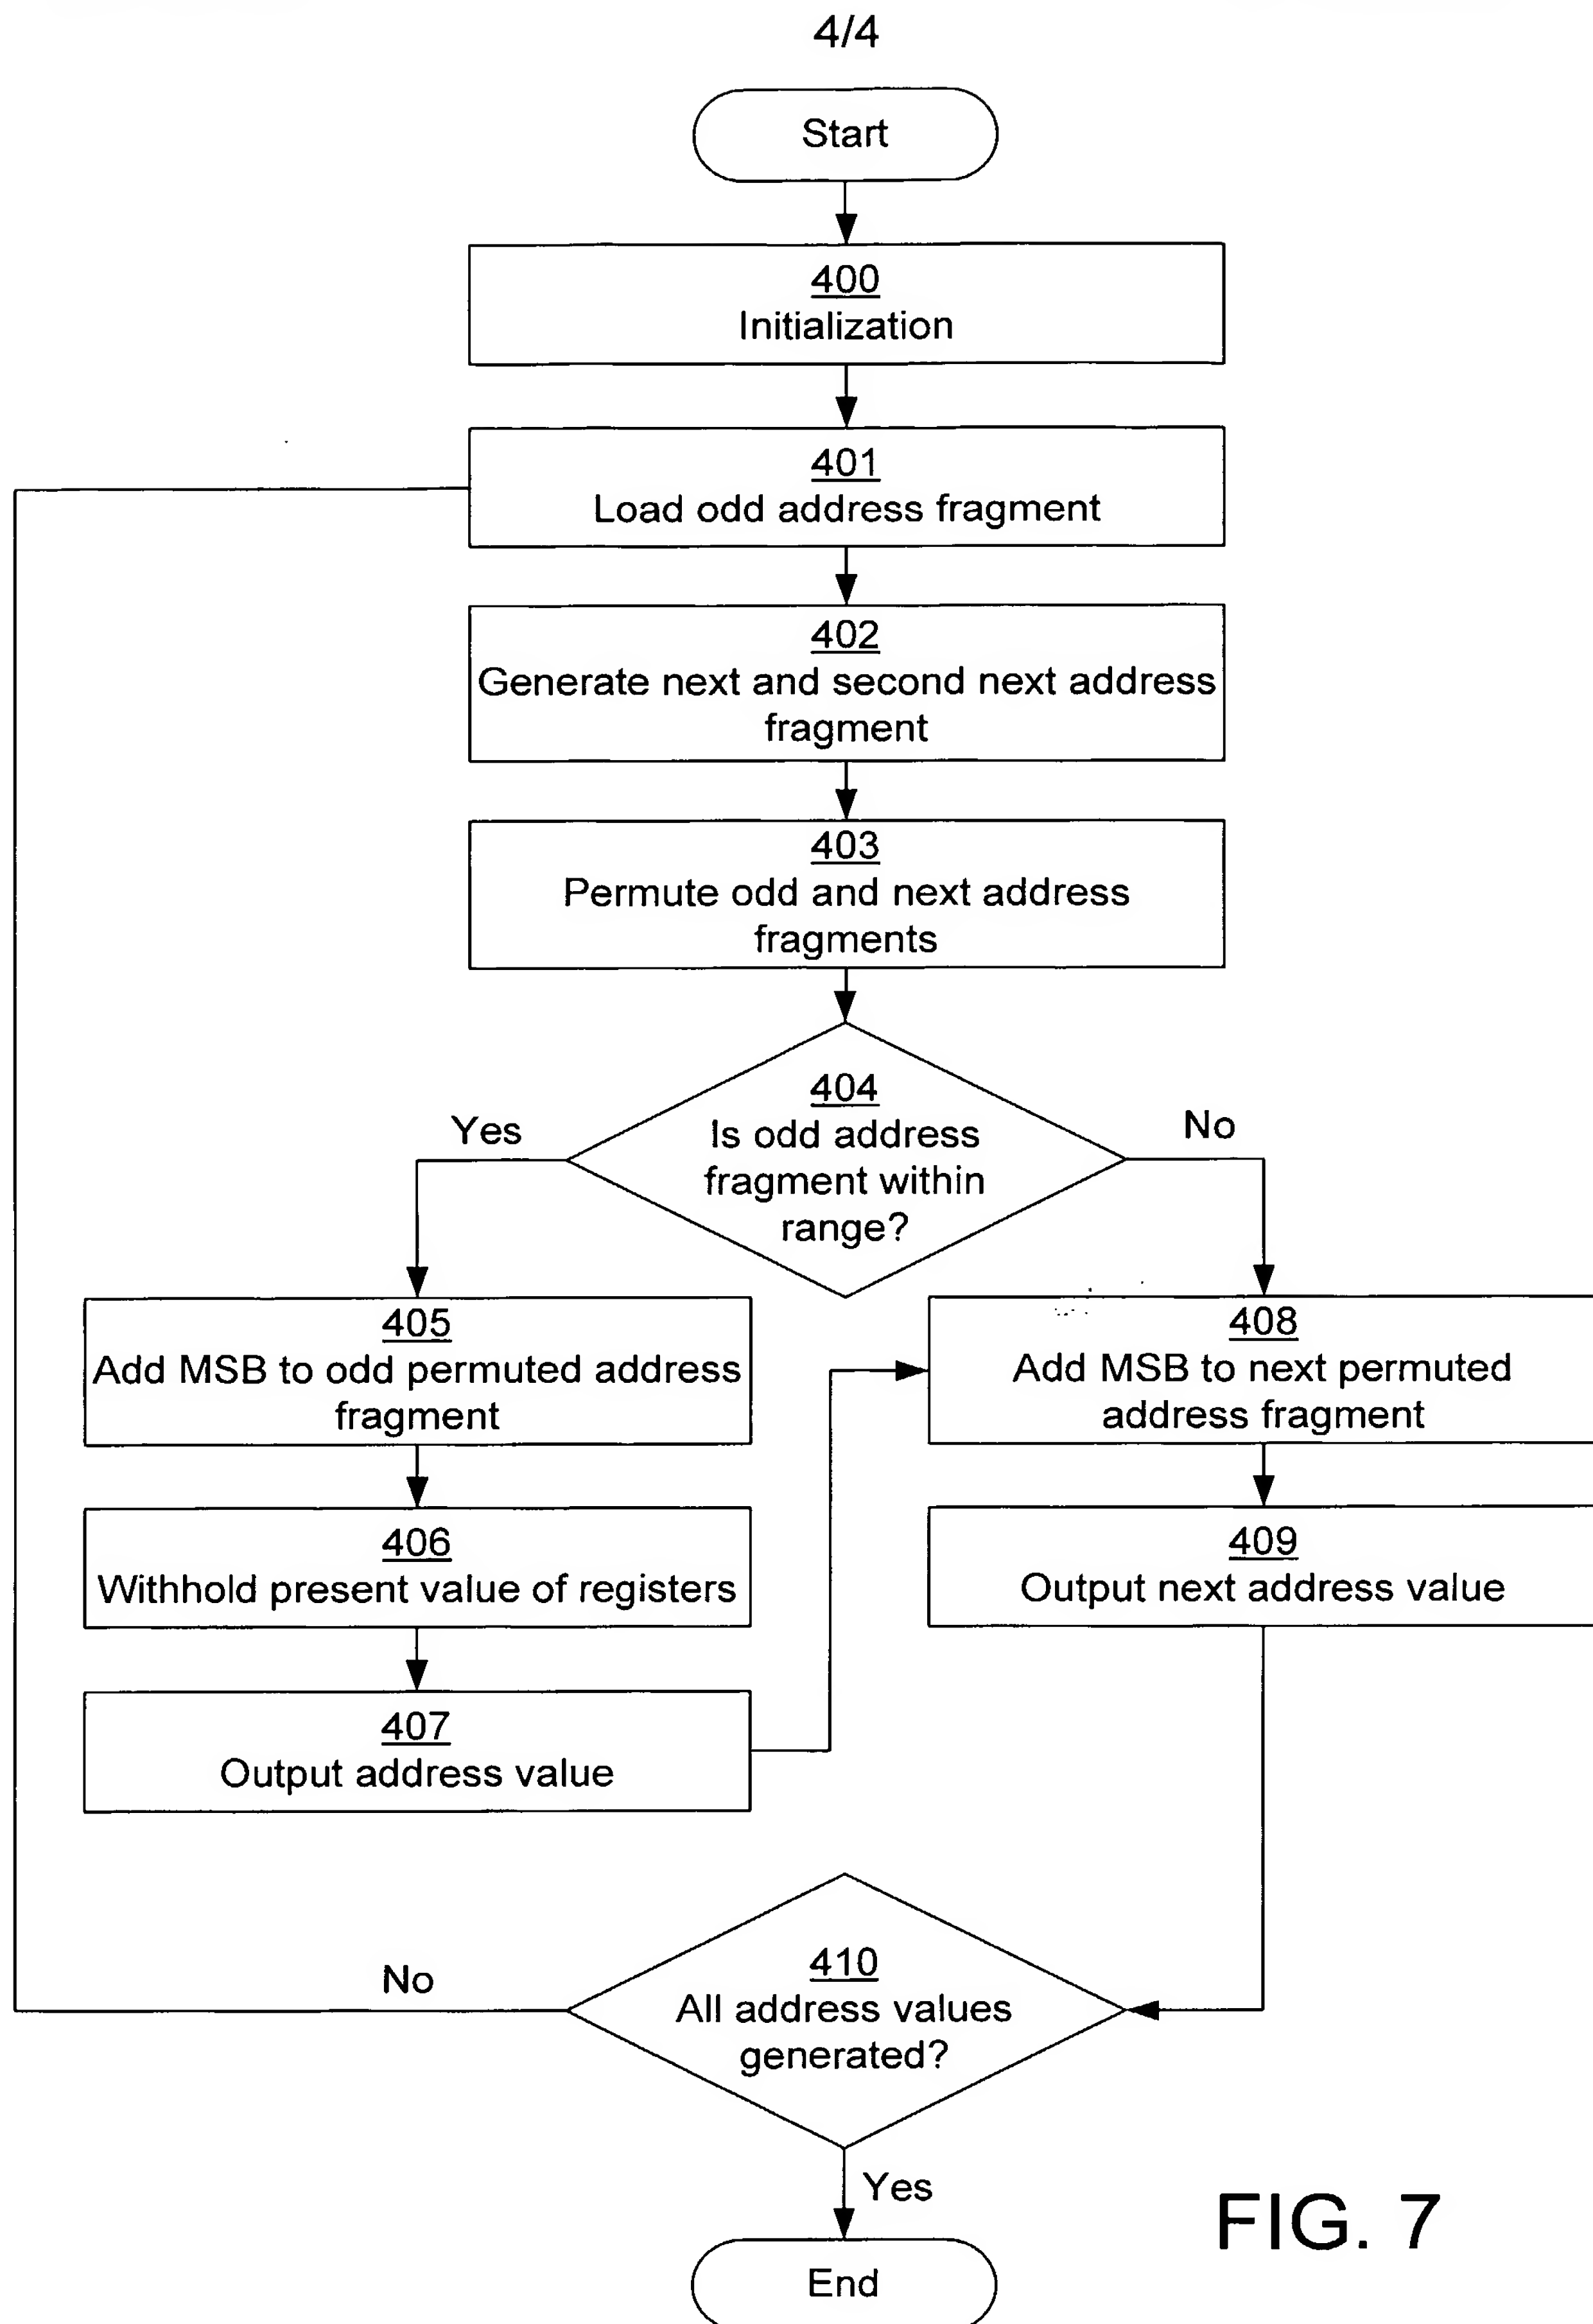 4/4
Start
400
Initialization
401
Load odd address fragment
402
Generate next and second next address
fragment
403
Permute odd and next address
fragments
404
Is odd address
fragment within
range?
Yes
No
405
Add MSB to odd permuted address
fragment
406
Withhold present value of registers
407
Output address value
408
Add MSB to next permuted
address fragment
409
Output next address value
410
All address values
generated?
No
Yes
End
FIG. 7